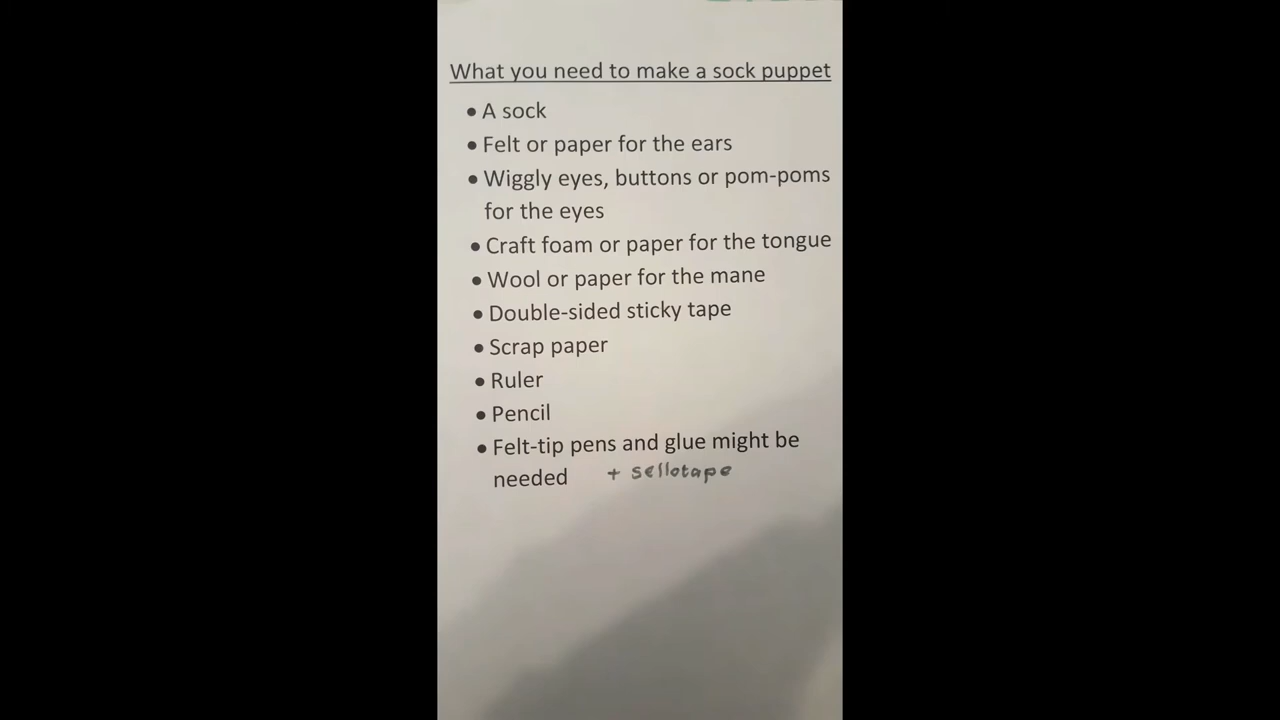 What you need to make a sock puppet
• A sock
• Felt or paper for the ears
• Wiggly eyes, buttons or pom-poms
for the eyes
• Craft foam or paper for the tongue
• Wool or paper for the mane
• Double-sided sticky tape
• Scrap paper
• Ruler
• Pencil
• Felt-tip pens and glue might be
needed + sellotape